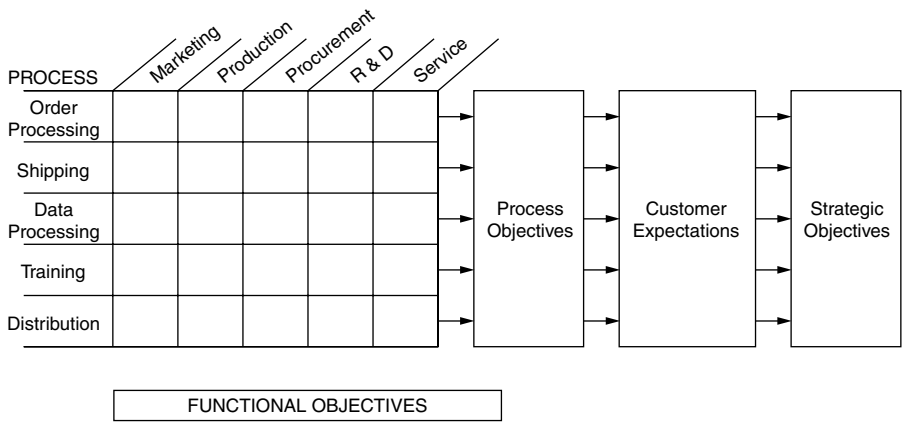 Marketing
Production
Procurement
R & D
Service
PROCESS
Order
Processing
Shipping
Data
Processing
Training
Distribution
Process
Objectives
Customer
Expectations
Strategic
Objectives
FUNCTIONAL OBJECTIVES